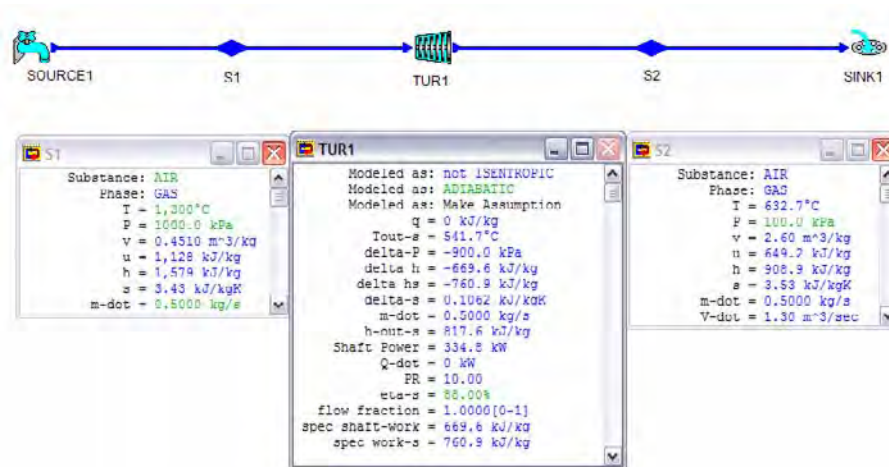 SOURCE1
S1
TUR1
S2
SINK1
S1
Substance: AIR
Phase: GAS
T = 1,300°C
P = 1000.0 kPa
v = 0.4510 m^3/kg
u = 1,128 kJ/kg
h = 1,579 kJ/kg
s = 3.43 kJ/kgK
m-dot = 0.5000 kg/s
TUR1
Modeled as: not ISENTROPIC
Modeled as: ADIABATIC
Modeled as: Make Assumption
q = 0 kJ/kg
Tout-s = 541.7°C
delta-P = -900.0 kPa
delta h = -669.6 kJ/kg
delta hs = -760.9 kJ/kg
delta-s = 0.1062 kJ/kgK
m-dot = 0.5000 kg/s
h-out-s = 817.6 kJ/kg
Shaft Power = 334.8 kW
Q-dot = 0 kW
PR = 10.00
eta-s = 88.00%
flow fraction = 1.0000[0-1]
spec shaft-work = 669.6 kJ/kg
spec work-s = 760.9 kJ/kg
S2
Substance: AIR
Phase: GAS
T = 632.7°C
P = 100.0 kPa
v = 2.60 m^3/kg
u = 649.2 kJ/kg
h = 908.9 kJ/kg
s = 3.53 kJ/kgK
m-dot = 0.5000 kg/s
V-dot = 1.30 m^3/sec